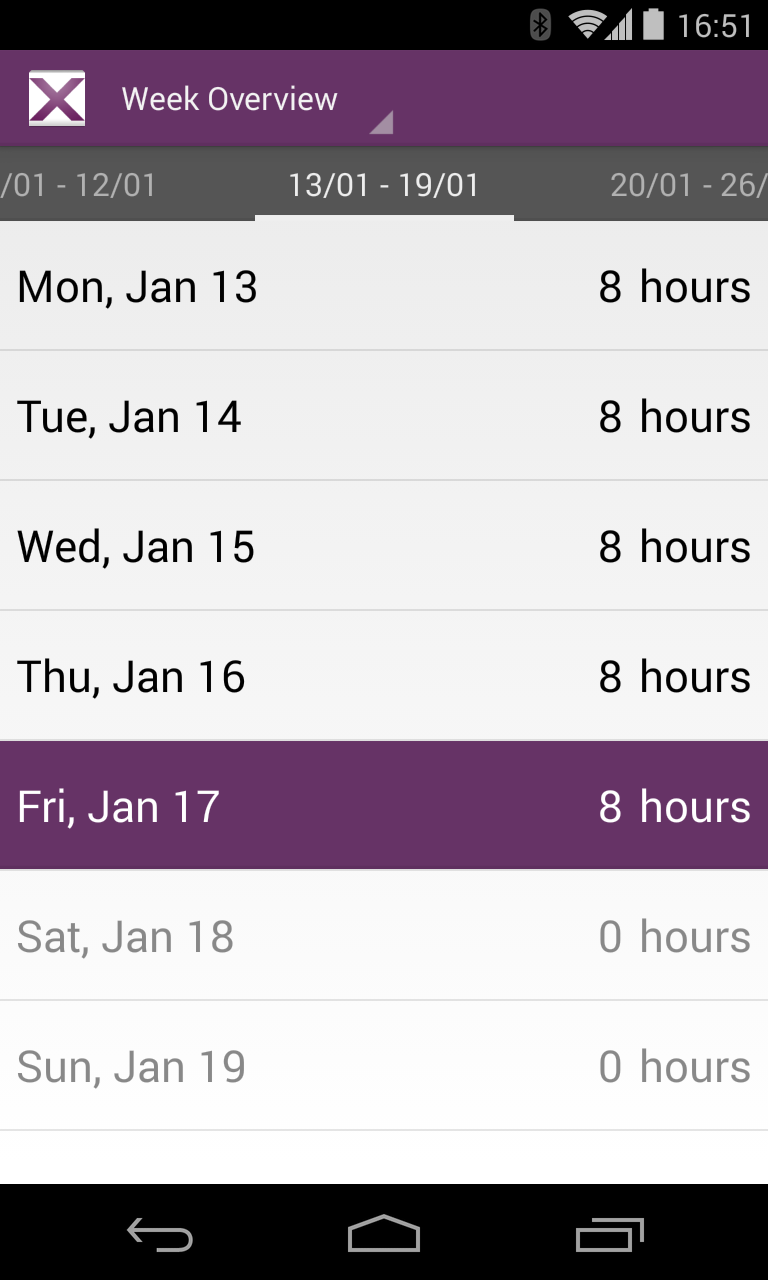 16:51
Week Overview
/01 - 12/01 13/01 - 19/01 20/01 - 26/
Mon, Jan 13 8 hours
Tue, Jan 14 8 hours
Wed, Jan 15 8 hours
Thu, Jan 16 8 hours
Fri, Jan 17 8 hours
Sat, Jan 18 0 hours
Sun, Jan 19 0 hours